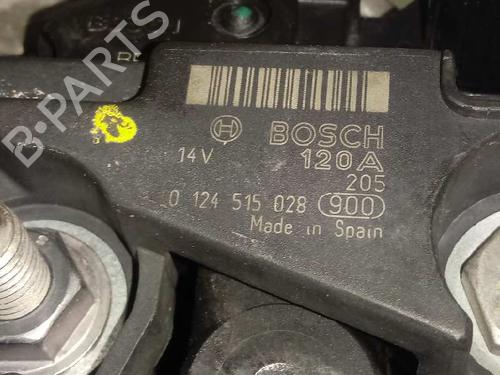 B-PARTS
BOSCH
14V 120A
205
0 124 515 028 900
Made in Spain